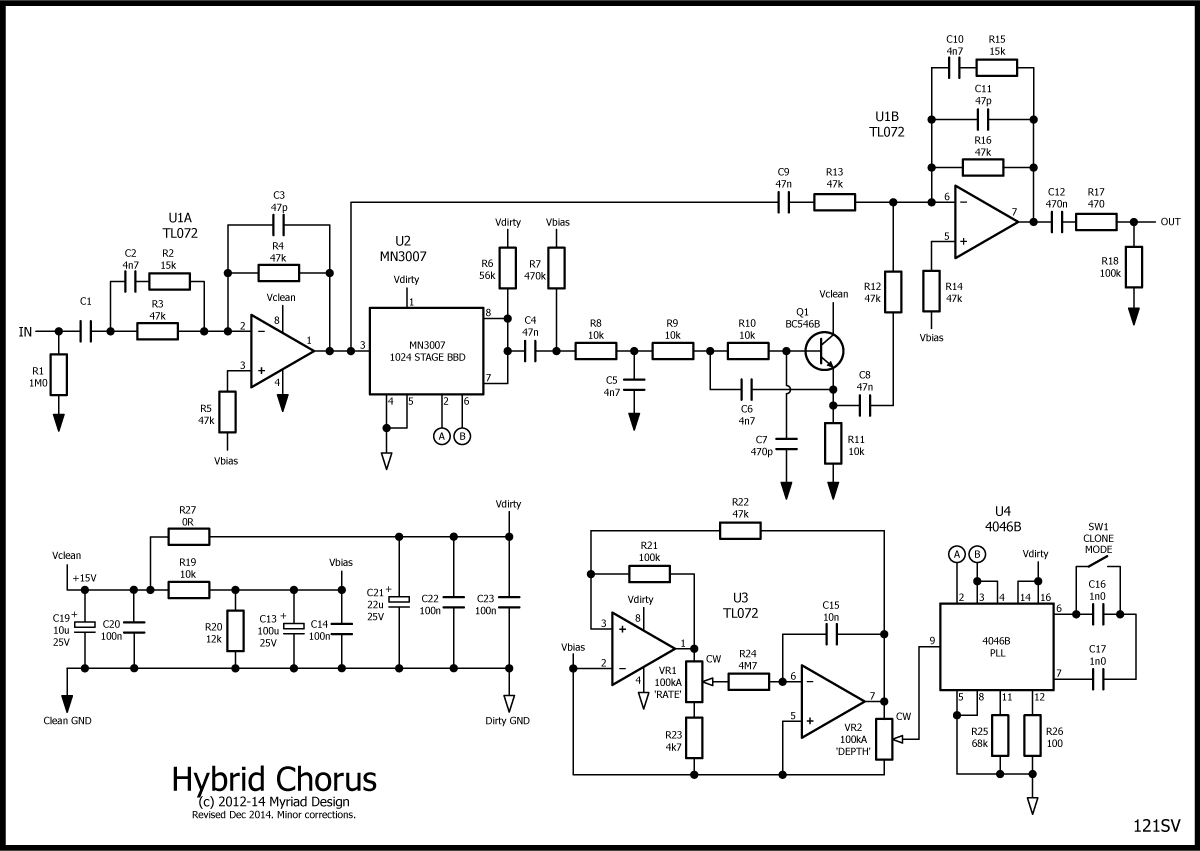 C10
4n7
R15
15k
C11
47p
U1B
TL072
R16
47k
C9
47n
R13
47k
6
7
5
C12
470n
R17
470
OUT
R18
100k
R12
47k
R14
47k
Vbias
U1A
TL072
C3
47p
R4
47k
C2
4n7
R2
15k
R3
47k
C1
IN
R1
1M0
Vclean
8
2
1
3
4
R5
47k
Vbias
U2
MN3007
Vdirty
1
3
MN3007
1024 STAGE BBD
8
7
4
5
2
6
A
B
Vdirty
R6
56k
Vbias
R7
470k
C4
47n
R8
10k
R9
10k
R10
10k
C5
4n7
C6
4n7
C7
470p
Vclean
Q1
BC546B
C8
47n
R11
10k
R27
0R
Vclean
+15V
R19
10k
Vbias
Vdirty
C19
10u
25V
+
C20
100n
R20
12k
C13
100u
25V
+
C14
100n
C21
22u
25V
+
C22
100n
C23
100n
Clean GND
Dirty GND
R22
47k
R21
100k
Vdirty
8
U3
TL072
3
1
2
4
Vbias
VR1
100kA
'RATE'
CW
R23
4k7
R24
4M7
C15
10n
6
7
5
VR2
100kA
'DEPTH'
CW
U4
4046B
A
B
Vdirty
SW1
CLONE
MODE
C16
1n0
2
3
4
14
16
6
9
4046B
PLL
7
C17
1n0
5
8
11
12
R25
68k
R26
100
Hybrid Chorus
(c) 2012-14 Myriad Design
Revised Dec 2014. Minor corrections.
121SV